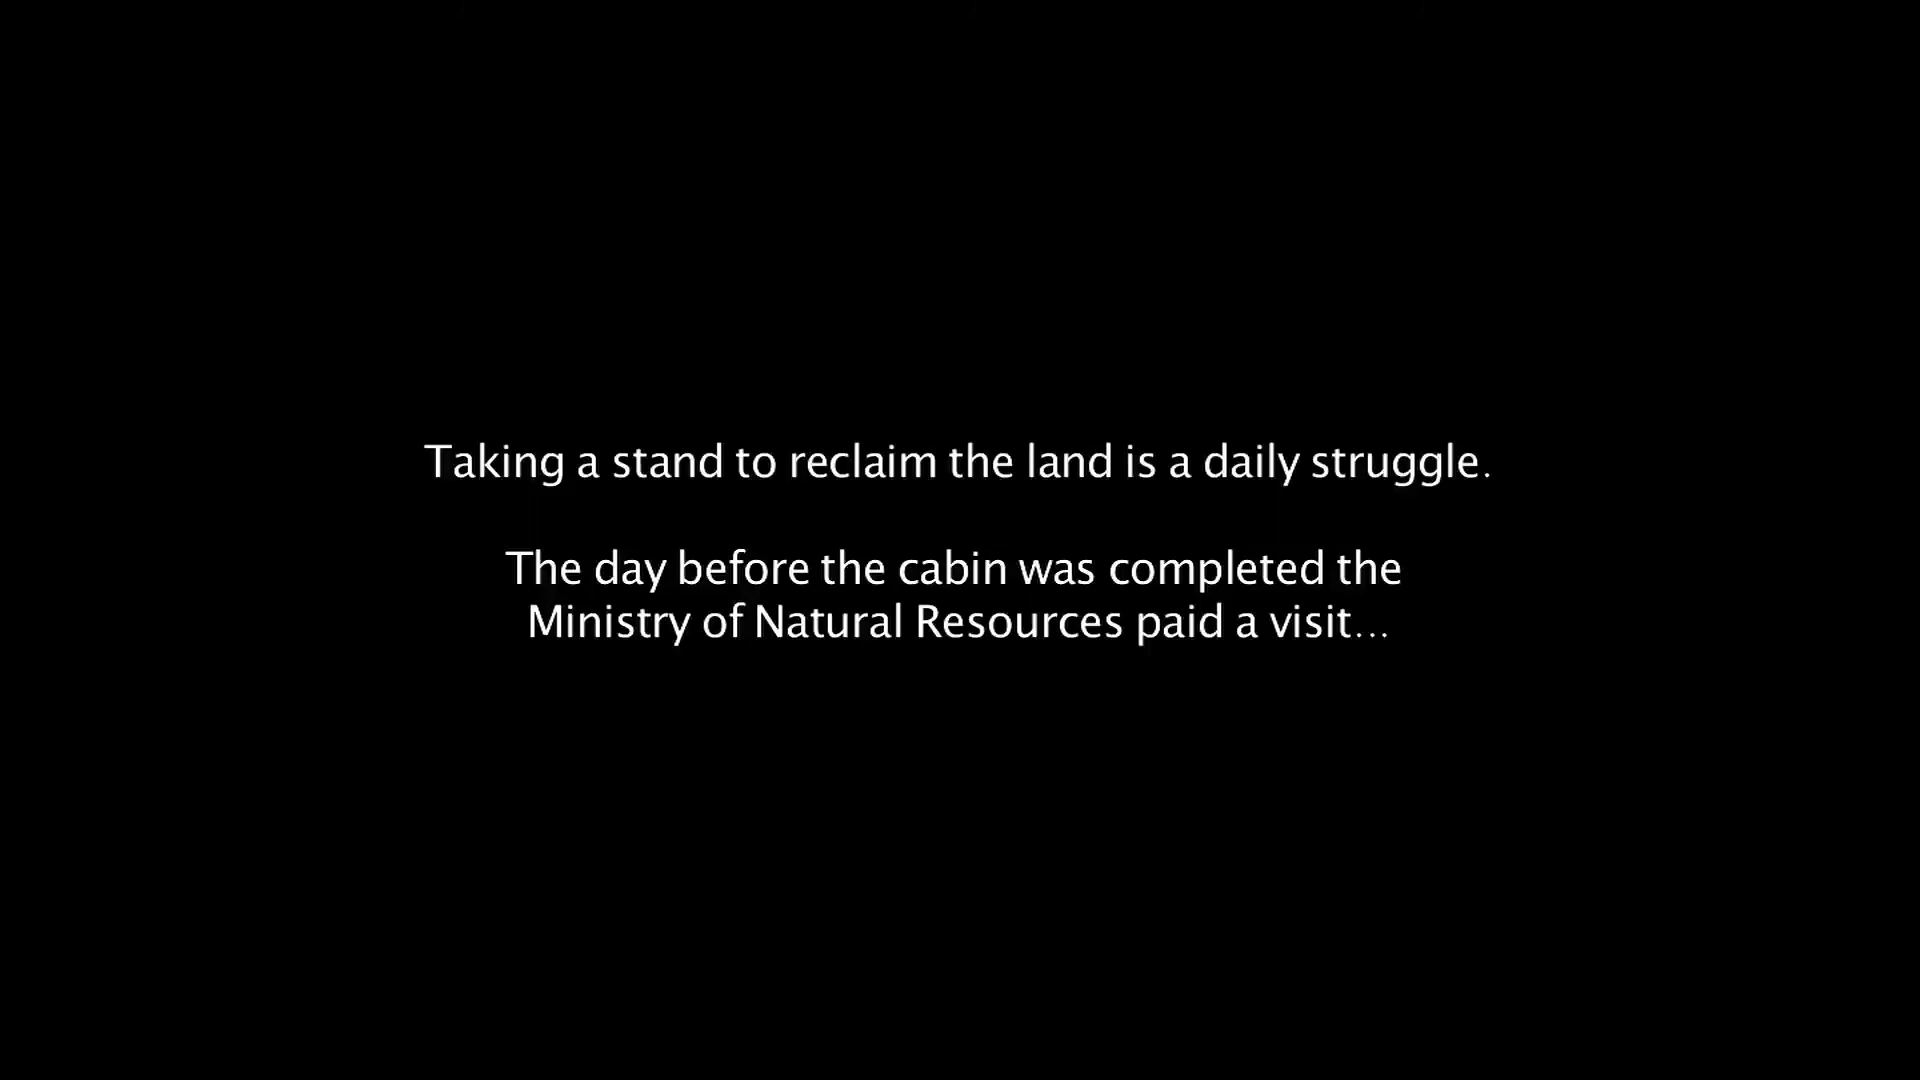 Taking a stand to reclaim the land is a daily struggle.
The day before the cabin was completed the
Ministry of Natural Resources paid a visit...